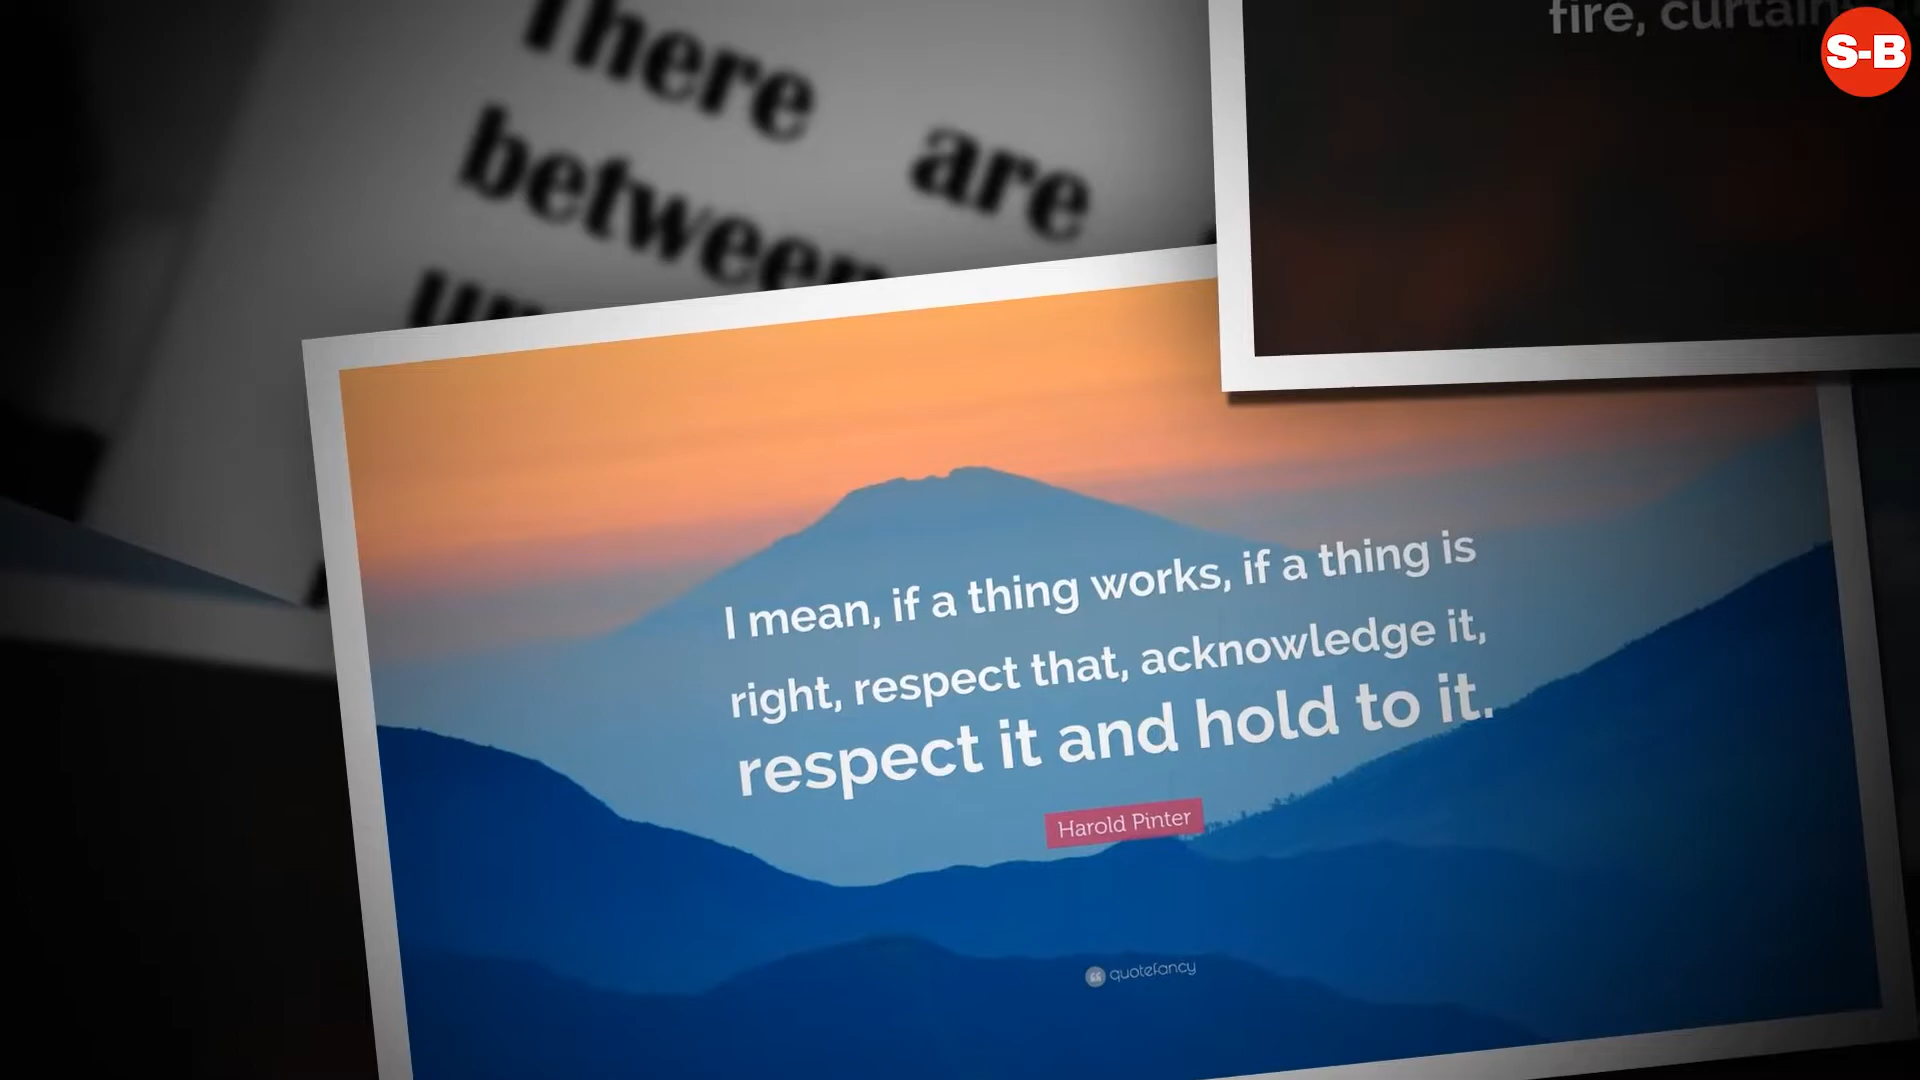 There are
between
fire,
S-B
I mean, if a thing works, if a thing is
right, respect that, acknowledge it,
respect it and hold to it.
Harold Pinter
quotefancy